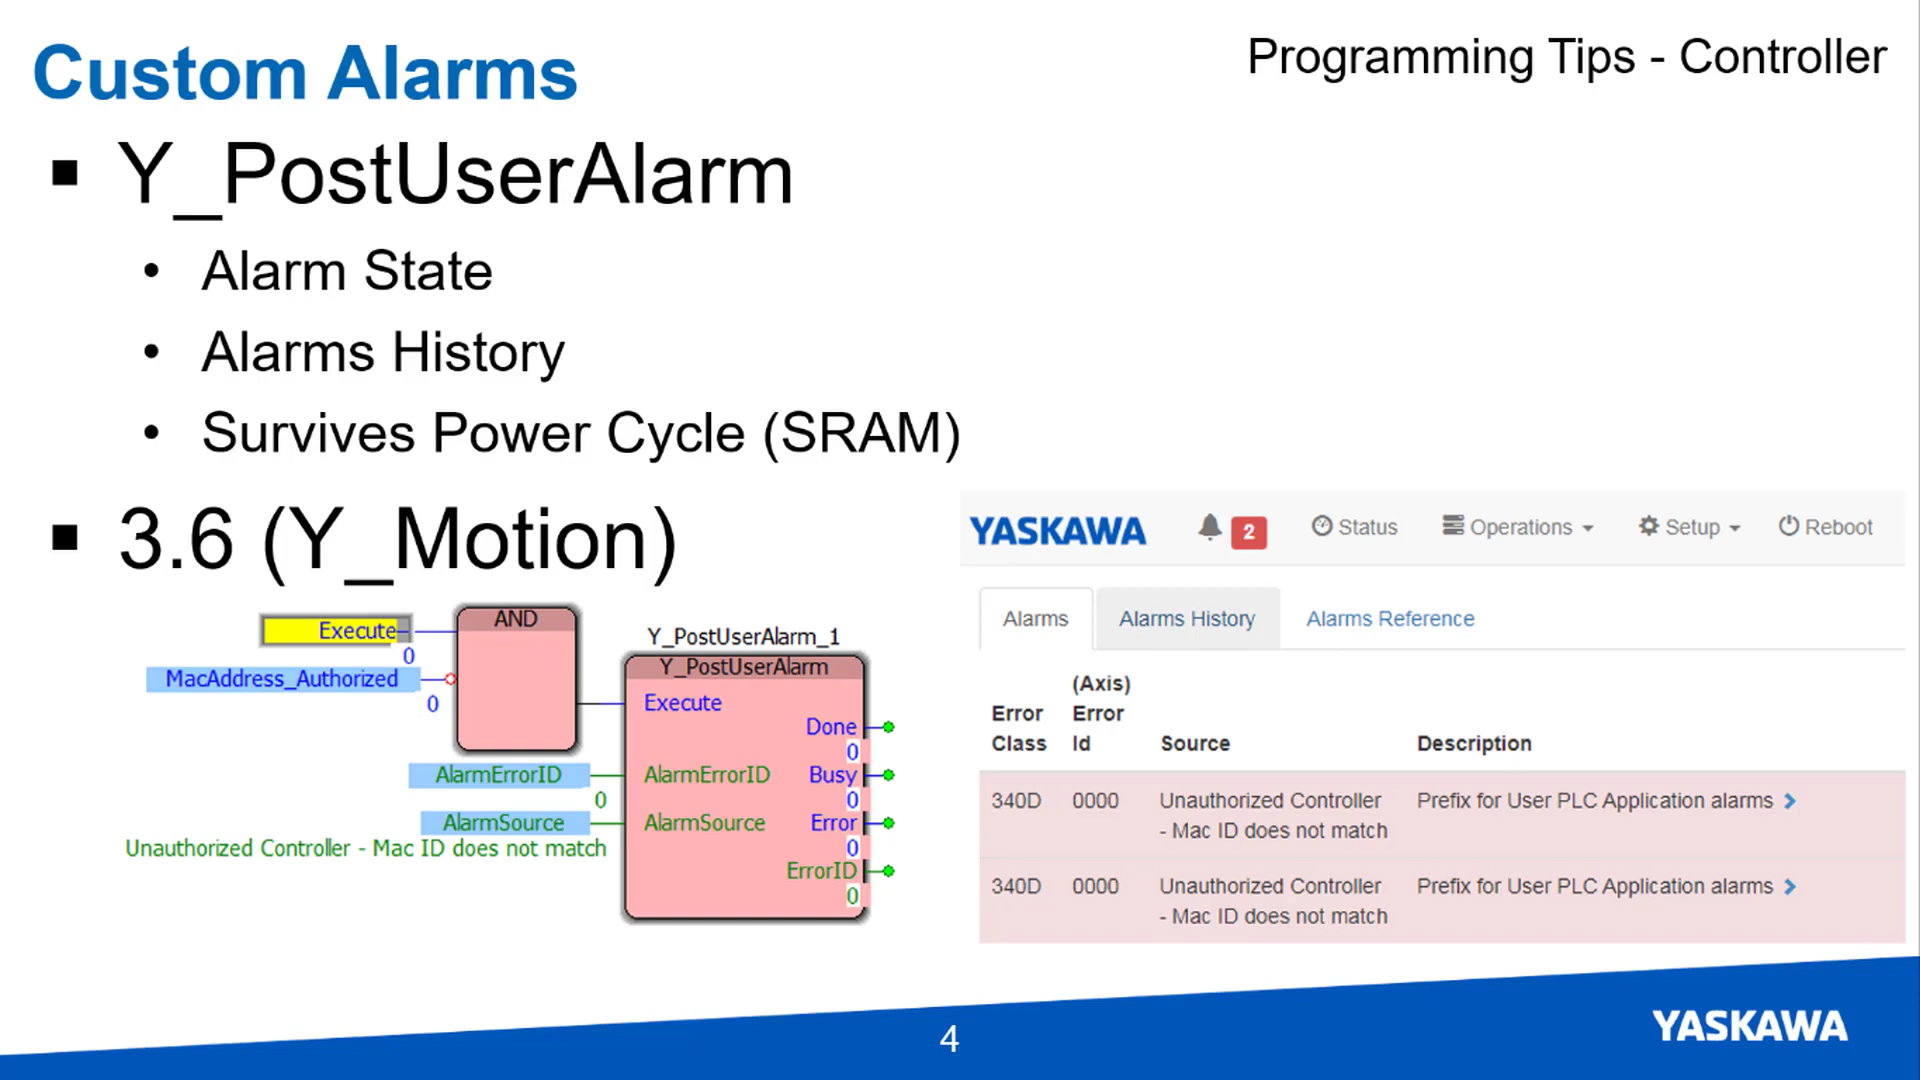 Custom Alarms
Programming Tips - Controller
Y_PostUserAlarm
Alarm State
Alarms History
Survives Power Cycle (SRAM)
3.6 (Y_Motion)
Execute
0
MacAddress_Authorized
0
AND
Y_PostUserAlarm_1
Y_PostUserAlarm
Execute
Done
0
AlarmErrorID
0
AlarmErrorID
Busy
0
AlarmSource
Unauthorized Controller - Mac ID does not match
AlarmSource
Error
0
ErrorID
0
YASKAWA
2
Status
Operations
Setup
Reboot
Alarms
Alarms History
Alarms Reference
Error Class
(Axis) Error Id
Source
Description
340D
0000
Unauthorized Controller
- Mac ID does not match
Prefix for User PLC Application alarms
340D
0000
Unauthorized Controller
- Mac ID does not match
Prefix for User PLC Application alarms
4
YASKAWA